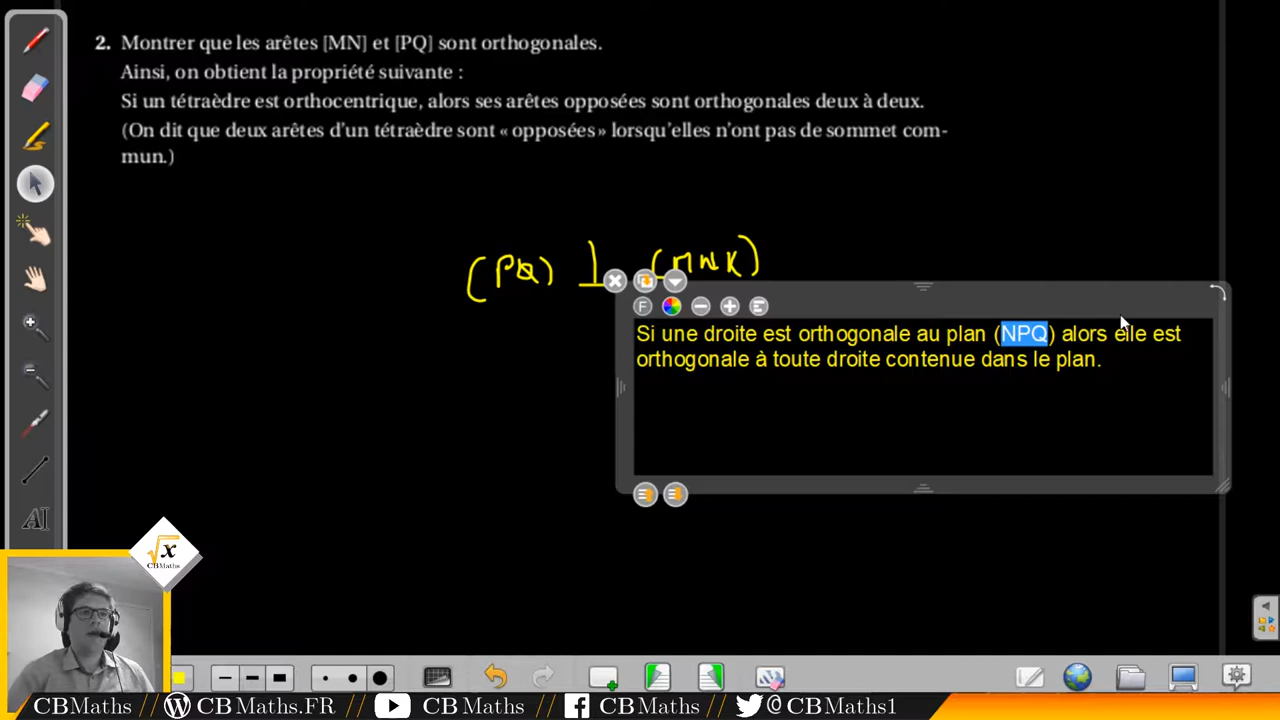 2. Montrer que les arêtes [MN] et [PQ] sont orthogonales.
Ainsi, on obtient la propriété suivante :
Si un tétraèdre est orthocentrique, alors ses arêtes opposées sont orthogonales deux à deux.
(On dit que deux arêtes d'un tétraèdre sont « opposées » lorsqu'elles n'ont pas de sommet com-
mun.)
(PQ) ⊥ (MNK)
F
Si une droite est orthogonale au plan (NPQ) alors elle est
orthogonale à toute droite contenue dans le plan.
AI
√x
CBMaths
CBMaths CBMaths.FR CBMaths CBMaths @CBMaths1